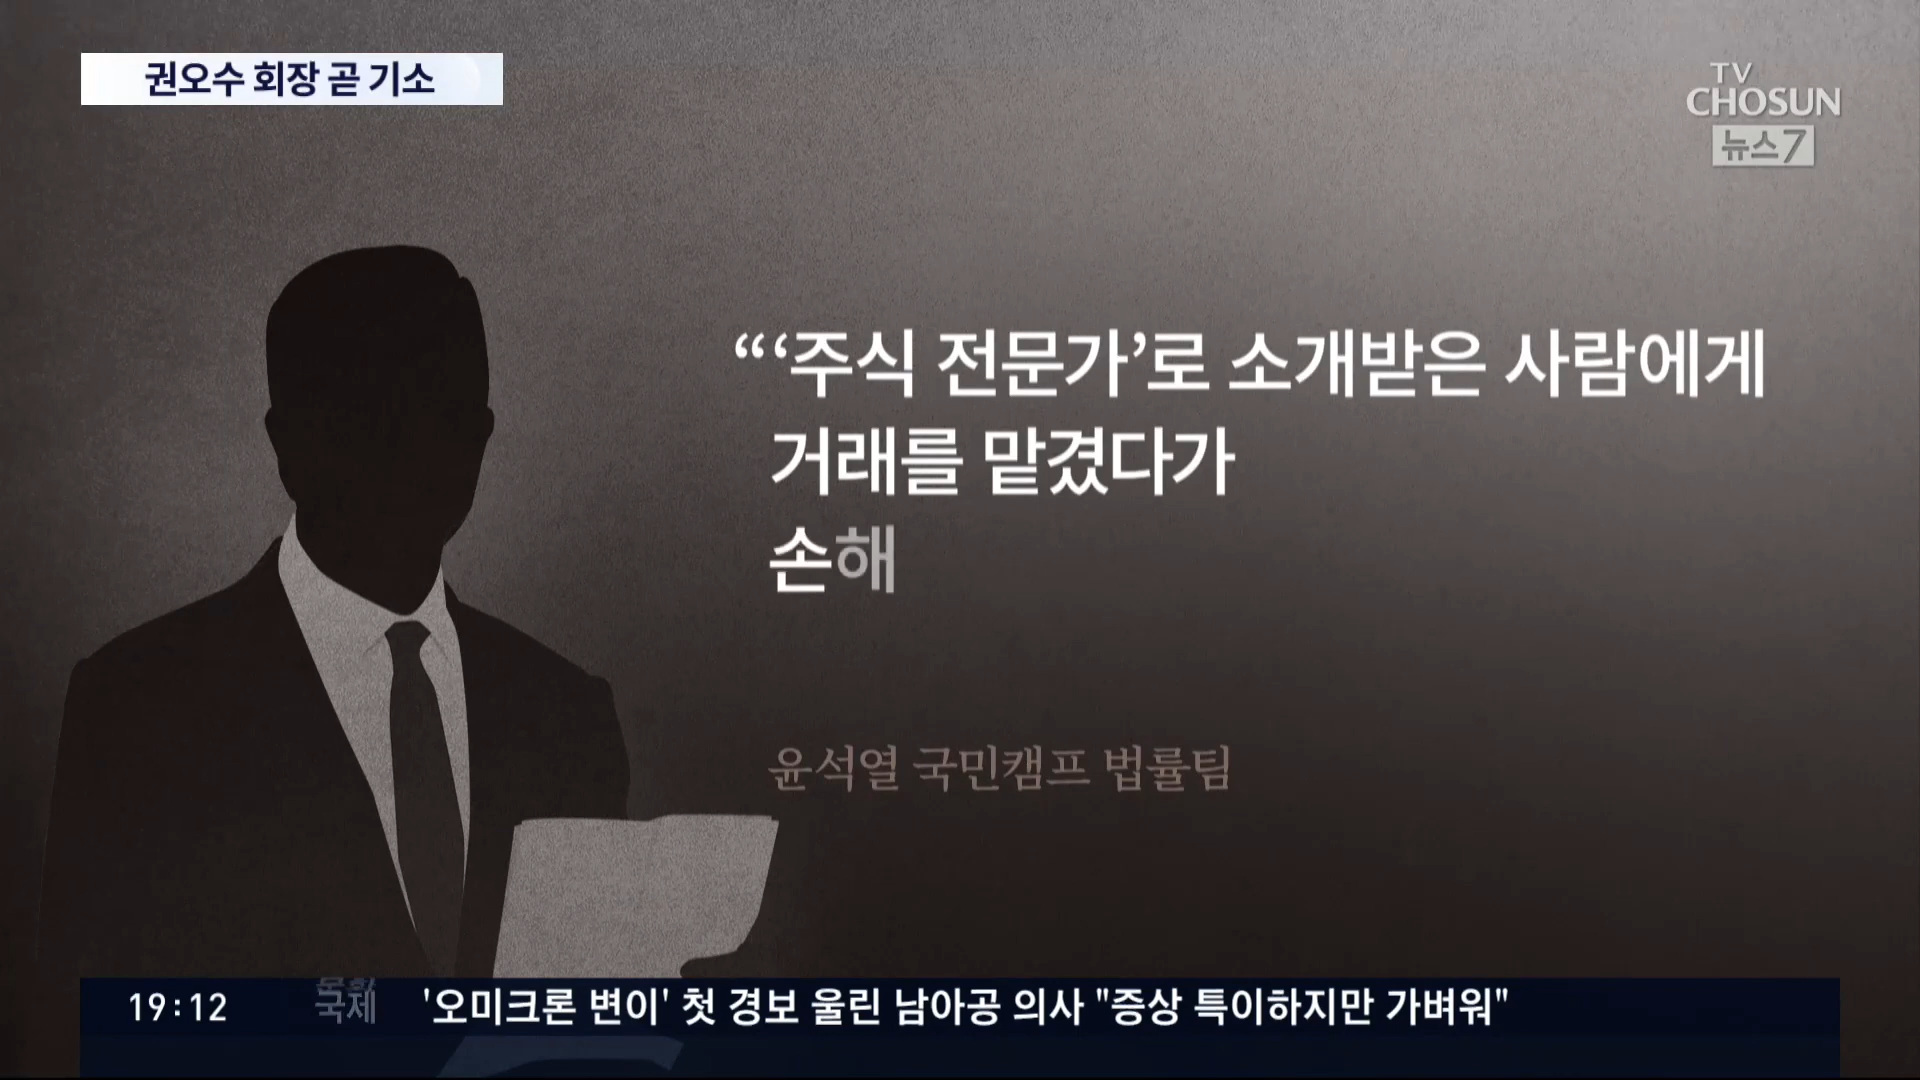 권오수 회장 곧 기소
TV
CHOSUN
뉴스7
“‘주식 전문가’로 소개받은 사람에게
거래를 맡겼다가
손해
윤석열 국민캠프 법률팀
19:12 국제 '오미크론 변이' 첫 경보 울린 남아공 의사 "증상 특이하지만 가벼워"